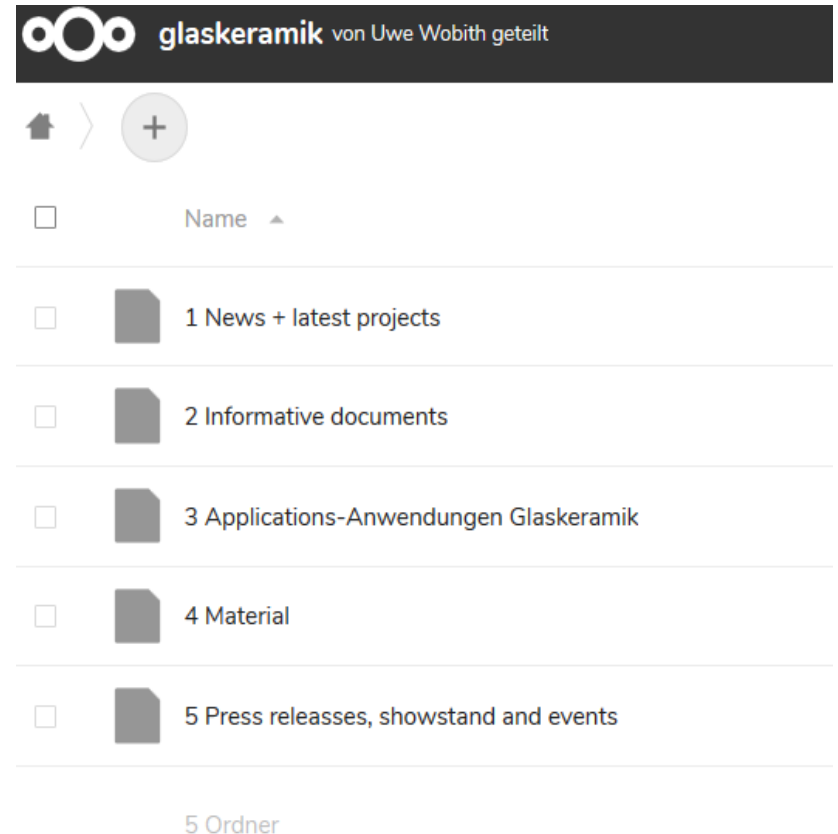 glaskeramik von Uwe Wobith geteilt
Name
1 News + latest projects
2 Informative documents
3 Applications-Anwendungen Glaskeramik
4 Material
5 Press releasses, showstand and events
5 Ordner